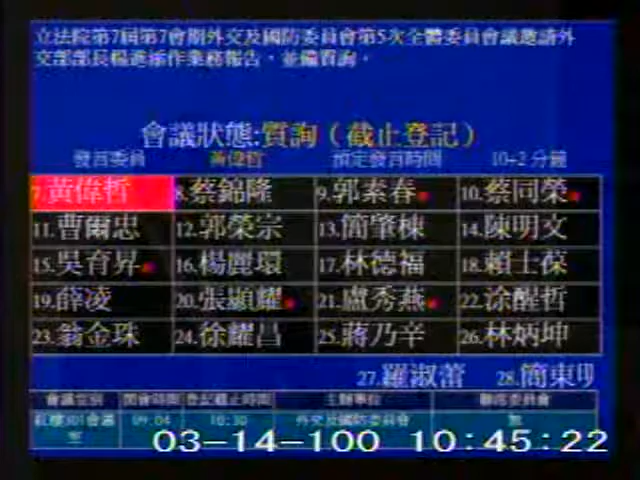 立法院第7屆第7會期外交及國防委員會第5次全體委員會議邀請外
交部部長楊進添作業務報告,並備質詢。
會議狀態:質詢(截止登記)
發言委員 黃偉哲 預定發言時間 10+2分鐘
7.黃偉哲 8.蔡錦隆 9.郭素春 10.蔡同榮
11.曹爾忠 12.郭榮宗 13.簡肇棟 14.陳明文
15.吳育昇 16.楊麗環 17.林德福 18.賴士葆
19.薛凌 20.張顯耀 21.盧秀燕 22.涂醒哲
23.翁金珠 24.徐耀昌 25.蔣乃辛 26.林炳坤
27.羅淑蕾 28.簡東明
會議室別 開會時間 登記截止時間 主辦單位 聯席委員會
紅樓301會議 09:04 10:30 外交及國防委員會 無
室
03-14-100 10:45:22